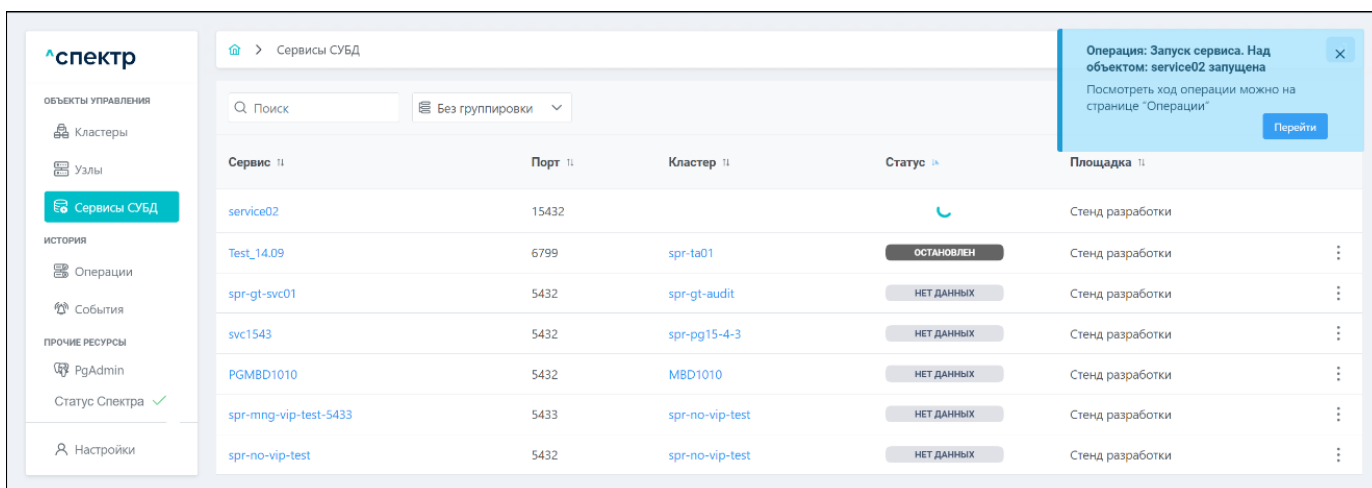 ^спектр
ОБЪЕКТЫ УПРАВЛЕНИЯ
Кластеры
Узлы
Сервисы СУБД
ИСТОРИЯ
Операции
События
ПРОЧИЕ РЕСУРСЫ
PgAdmin
Статус Спектра
Настройки
> Сервисы СУБД
Операция: Запуск сервиса. Над
объектом: service02 запущена
Посмотреть ход операции можно на
странице "Операции"
Перейти
Поиск Без группировки
Сервис Порт Кластер Статус Площадка
service02 15432 Стенд разработки
Test_14.09 6799 spr-ta01 ОСТАНОВЛЕН Стенд разработки
spr-gt-svc01 5432 spr-gt-audit НЕТ ДАННЫХ Стенд разработки
svc1543 5432 spr-pg15-4-3 НЕТ ДАННЫХ Стенд разработки
PGMBD1010 5432 MBD1010 НЕТ ДАННЫХ Стенд разработки
spr-mng-vip-test-5433 5433 spr-no-vip-test НЕТ ДАННЫХ Стенд разработки
spr-no-vip-test 5432 spr-no-vip-test НЕТ ДАННЫХ Стенд разработки